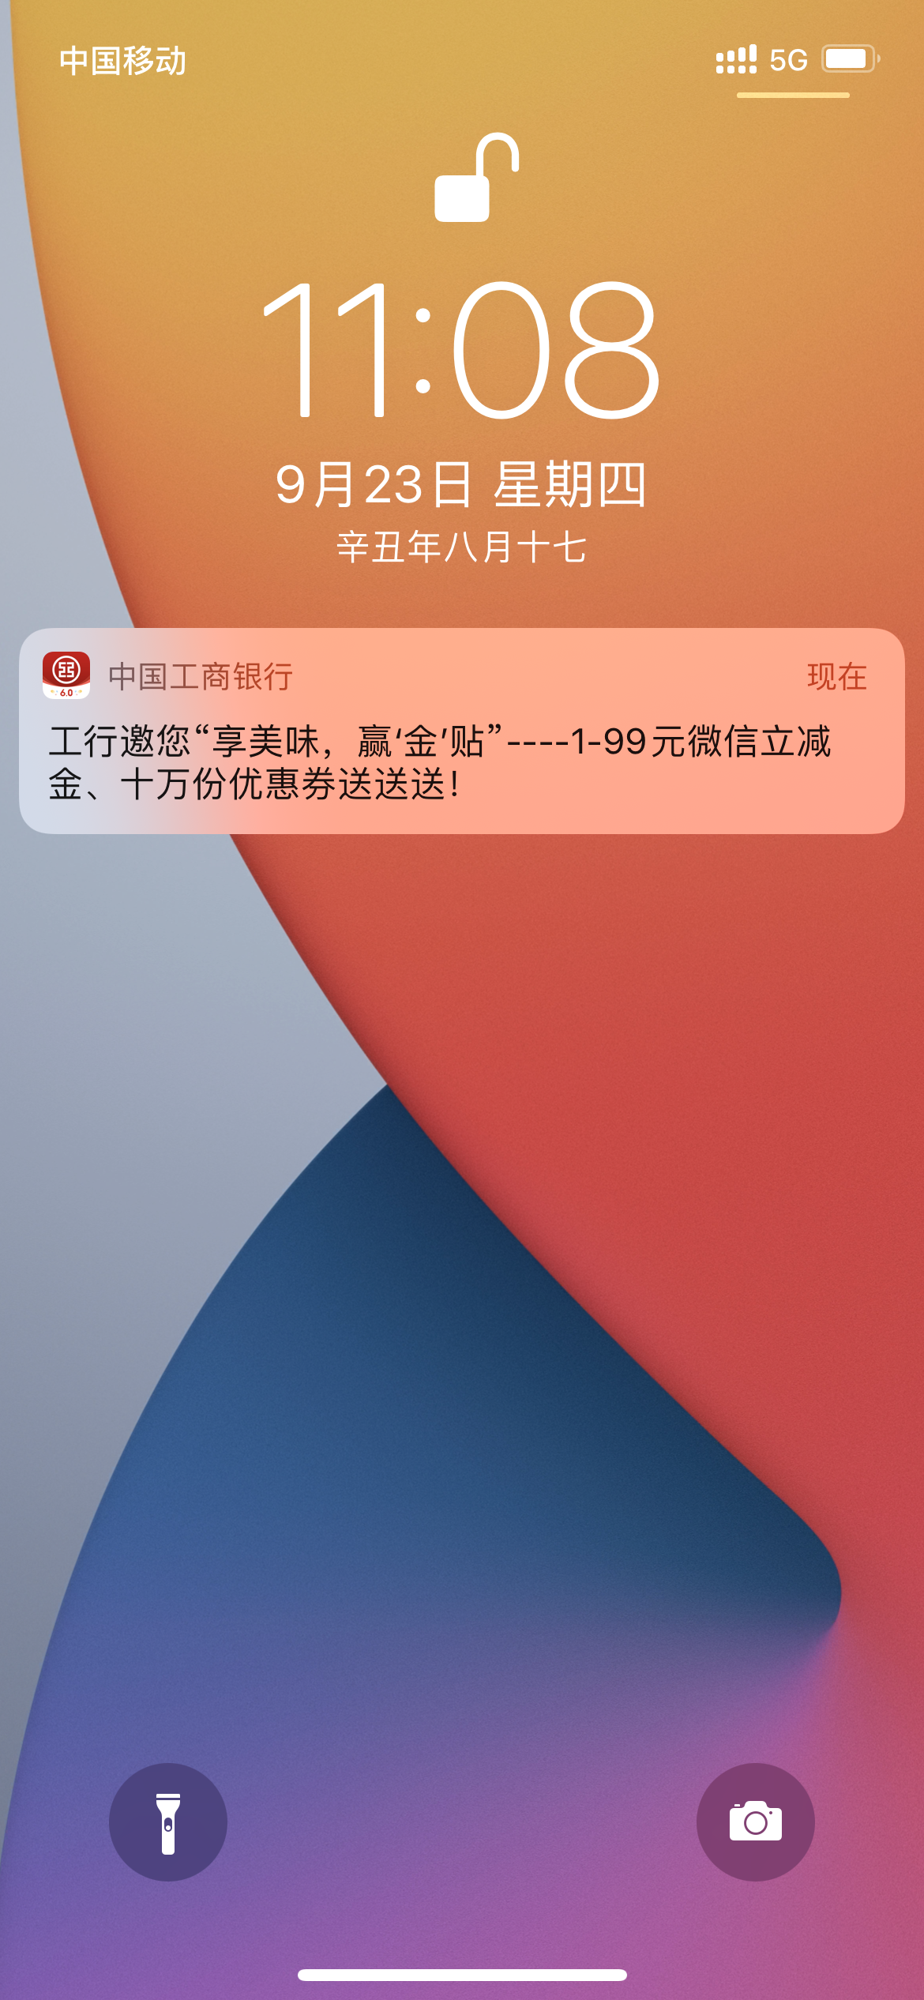 中国移动 5G
11:08
9月23日 星期四
辛丑年八月十七
6.0 中国工商银行 现在
工行邀您“享美味，赢‘金’贴”----1-99元微信立减
金、十万份优惠券送送送！